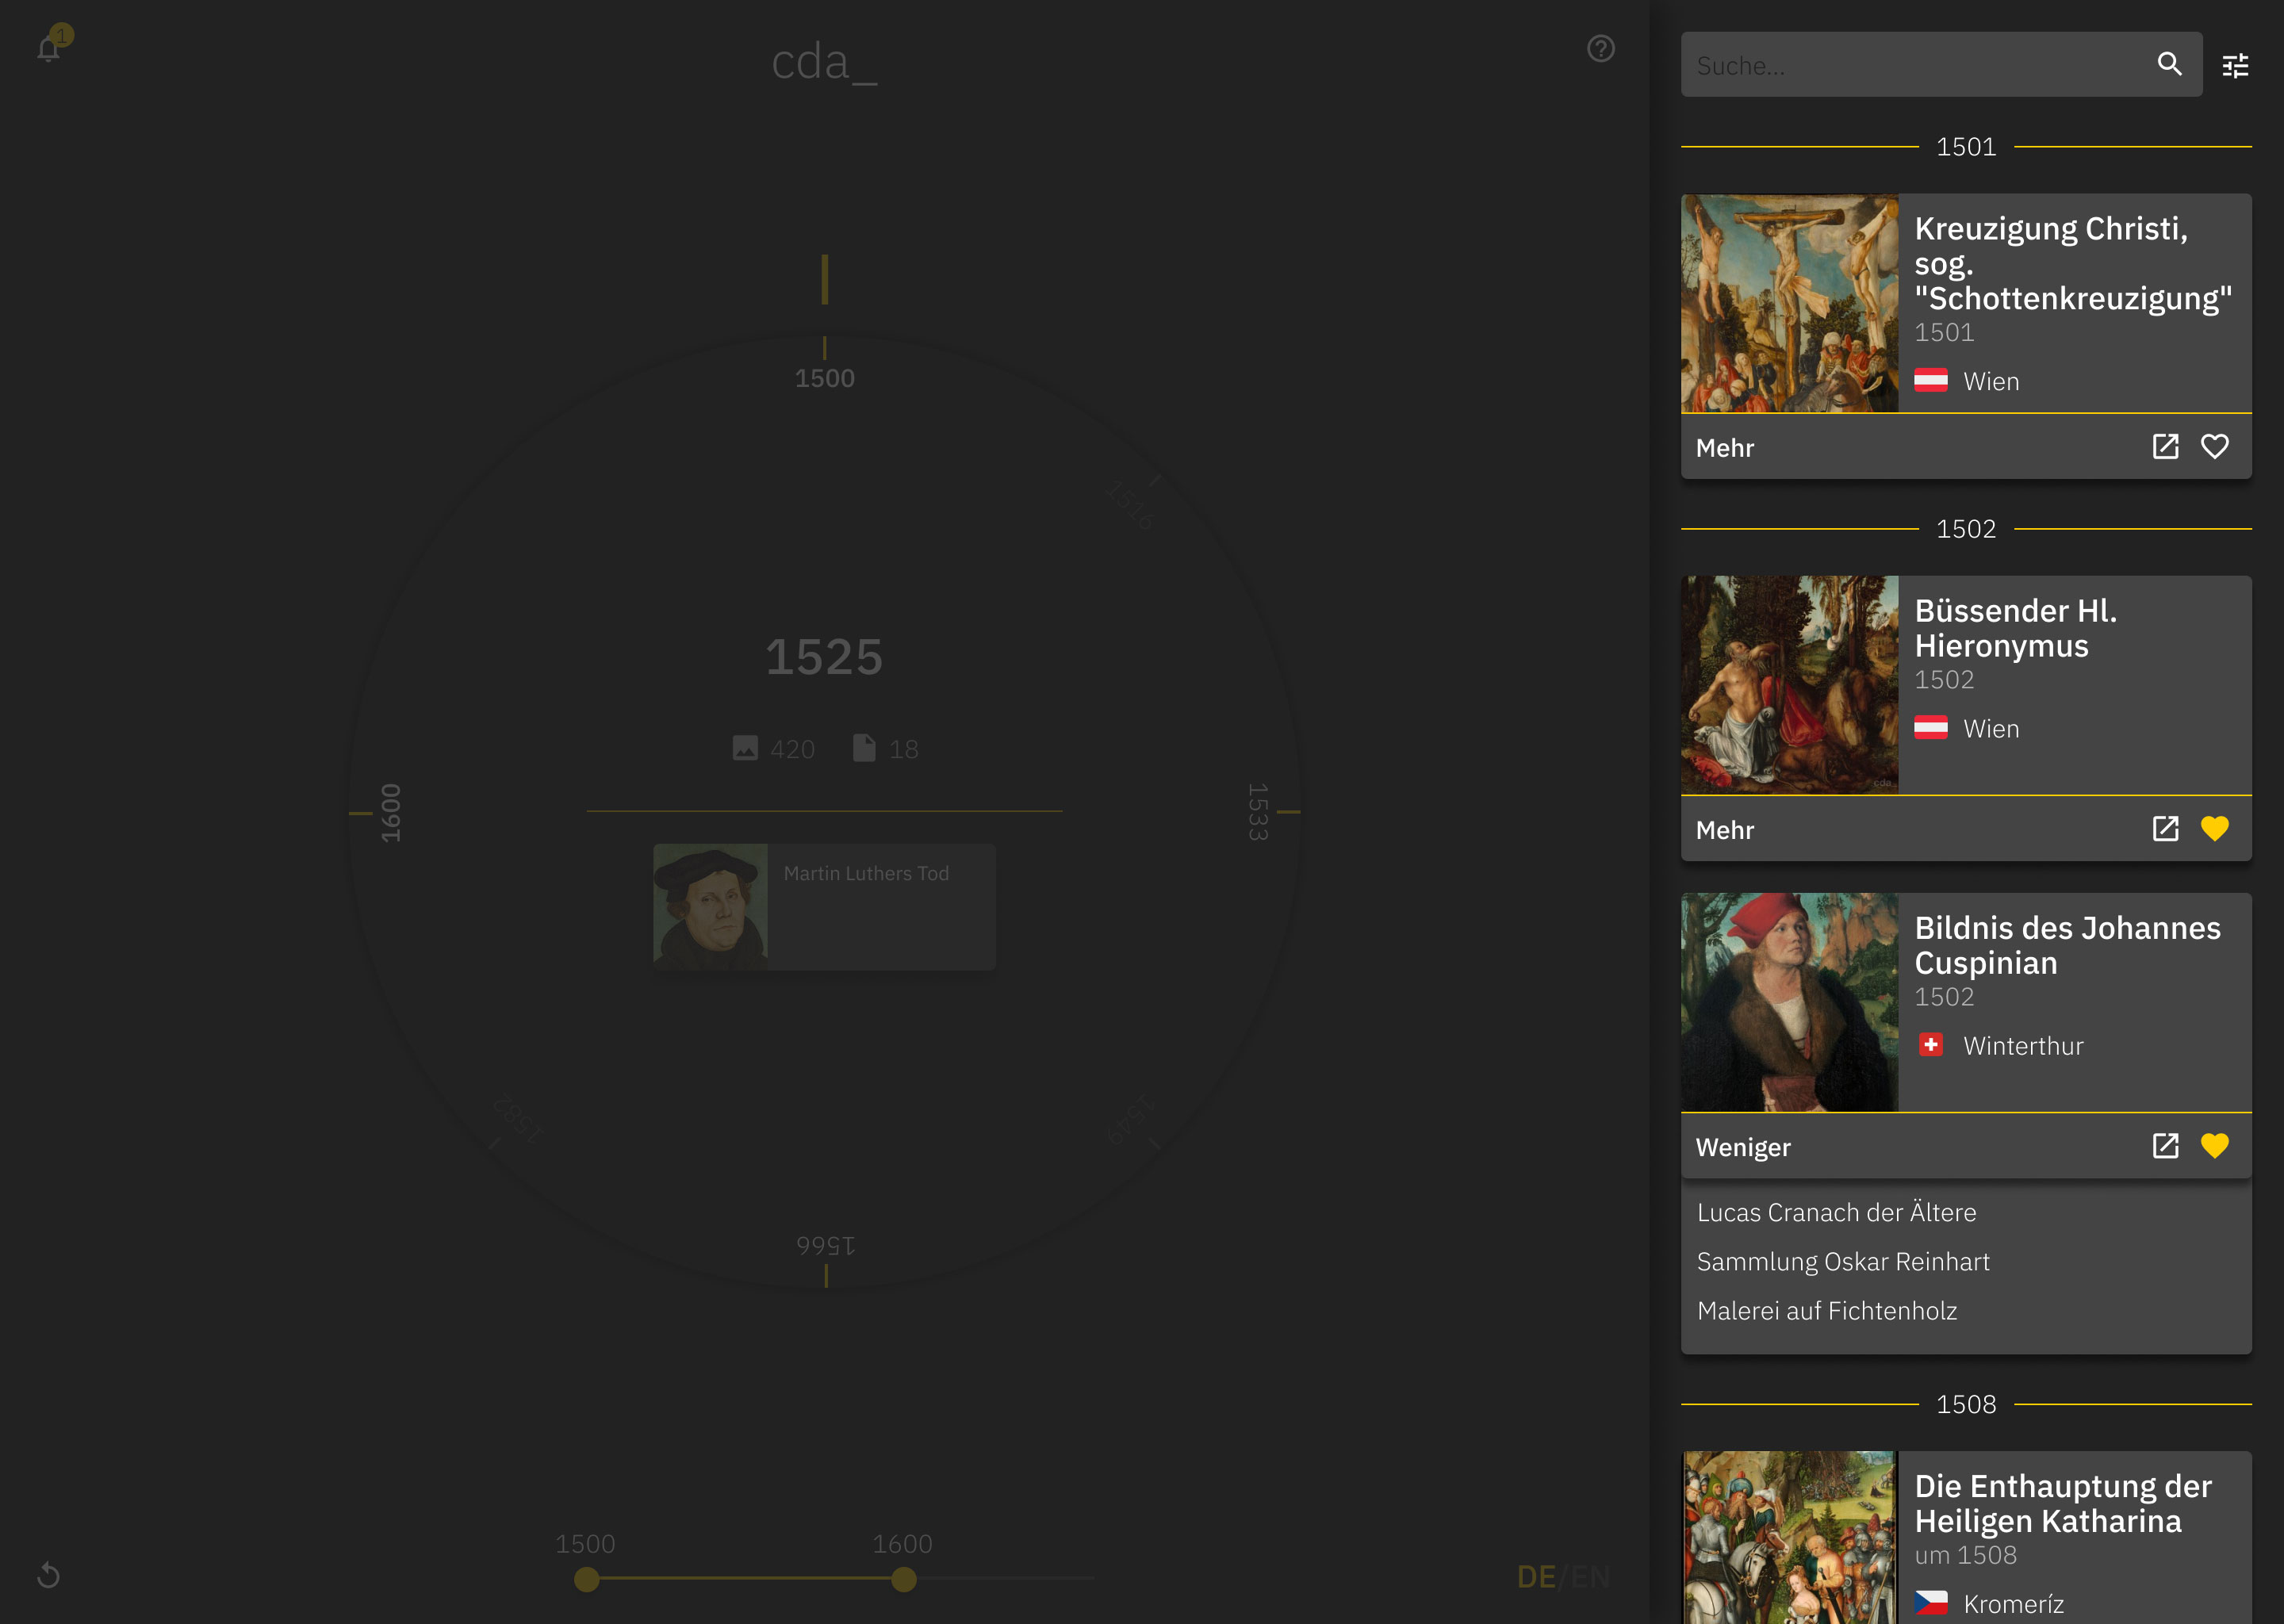 1
cda_
1500
1516
1533
1549
1566
1582
1600
1525
420
18
Martin Luthers Tod
1500
1600
DE/EN
Suche...
1501
Kreuzigung Christi,
sog.
"Schottenkreuzigung"
1501
Wien
Mehr
1502
Büssender Hl.
Hieronymus
1502
Wien
cda_
Mehr
Bildnis des Johannes
Cuspinian
1502
Winterthur
Weniger
Lucas Cranach der Ältere
Sammlung Oskar Reinhart
Malerei auf Fichtenholz
1508
Die Enthauptung der
Heiligen Katharina
um 1508
Kromeríz